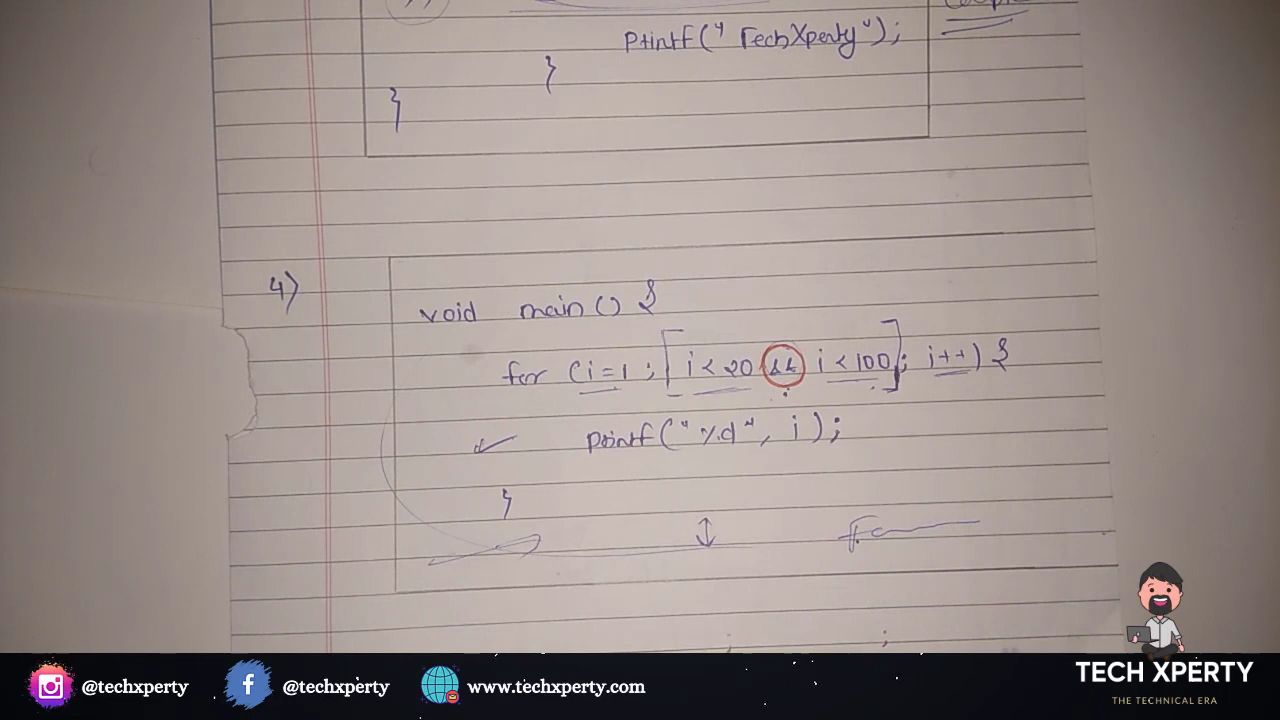 printf("TechXperty");
}
}
4)
void main() {
for (i=1 ; [i < 20 && i < 100]; i++) {
printf("%d", i);
}
@techxperty @techxperty www.techxperty.com
TECH XPERTY
THE TECHNICAL ERA